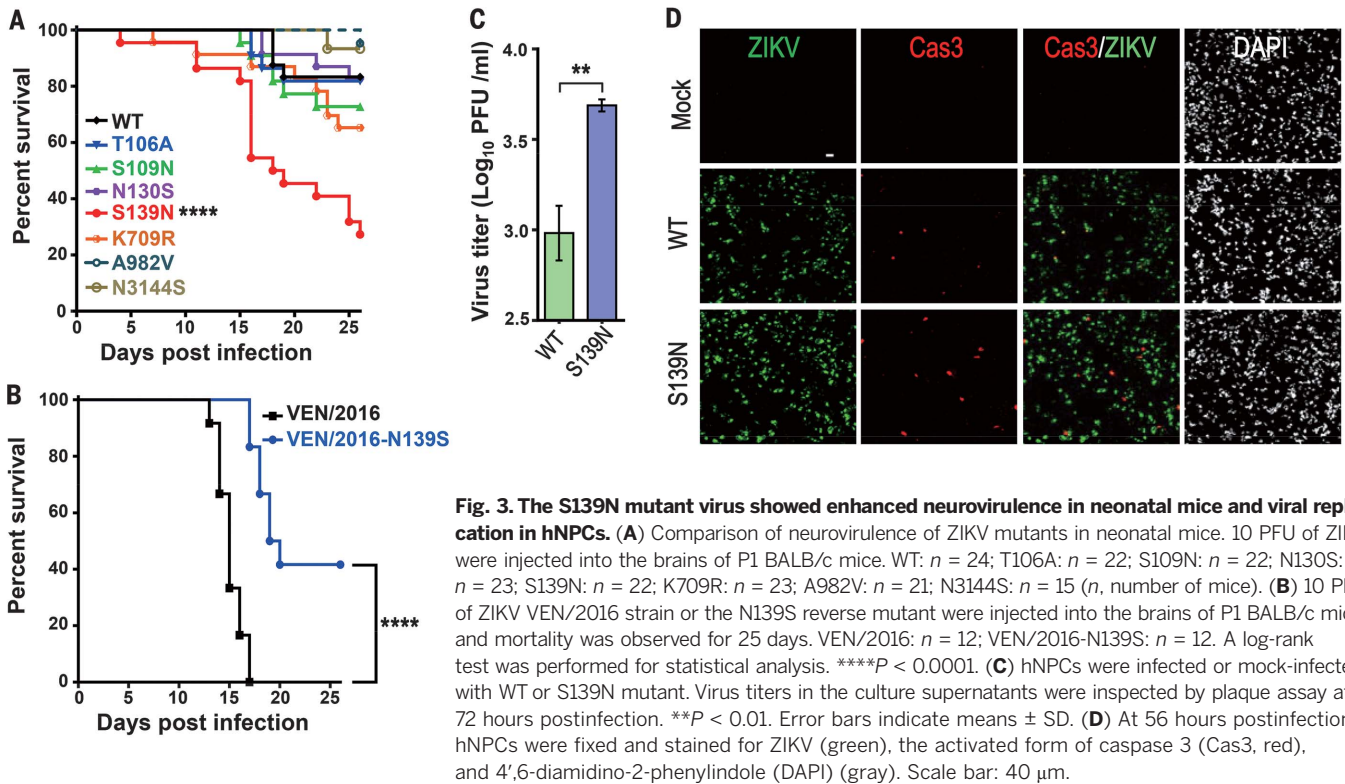 A
100
80
60
40
20
0
Percent survival
WT
T106A
S109N
N130S
S139N ****
K709R
A982V
N3144S
0 5 10 15 20 25
Days post infection
B
100
80
60
40
20
0
Percent survival
VEN/2016
VEN/2016-N139S
****
0 5 10 15 20 25
Days post infection
C
4.0
3.5
3.0
2.5
Virus titer (Log10 PFU /ml)
**
WT
S139N
D
ZIKV Cas3 Cas3/ZIKV DAPI
Mock
WT
S139N
Fig. 3. The S139N mutant virus showed enhanced neurovirulence in neonatal mice and viral repli
cation in hNPCs. (A) Comparison of neurovirulence of ZIKV mutants in neonatal mice. 10 PFU of ZI
were injected into the brains of P1 BALB/c mice. WT: n = 24; T106A: n = 22; S109N: n = 22; N130S:
n = 23; S139N: n = 22; K709R: n = 23; A982V: n = 21; N3144S: n = 15 (n, number of mice). (B) 10 P
of ZIKV VEN/2016 strain or the N139S reverse mutant were injected into the brains of P1 BALB/c mi
and mortality was observed for 25 days. VEN/2016: n = 12; VEN/2016-N139S: n = 12. A log-rank
test was performed for statistical analysis. ****P < 0.0001. (C) hNPCs were infected or mock-infecte
with WT or S139N mutant. Virus titers in the culture supernatants were inspected by plaque assay a
72 hours postinfection. **P < 0.01. Error bars indicate means ± SD. (D) At 56 hours postinfection
hNPCs were fixed and stained for ZIKV (green), the activated form of caspase 3 (Cas3, red),
and 4′,6-diamidino-2-phenylindole (DAPI) (gray). Scale bar: 40 μm.